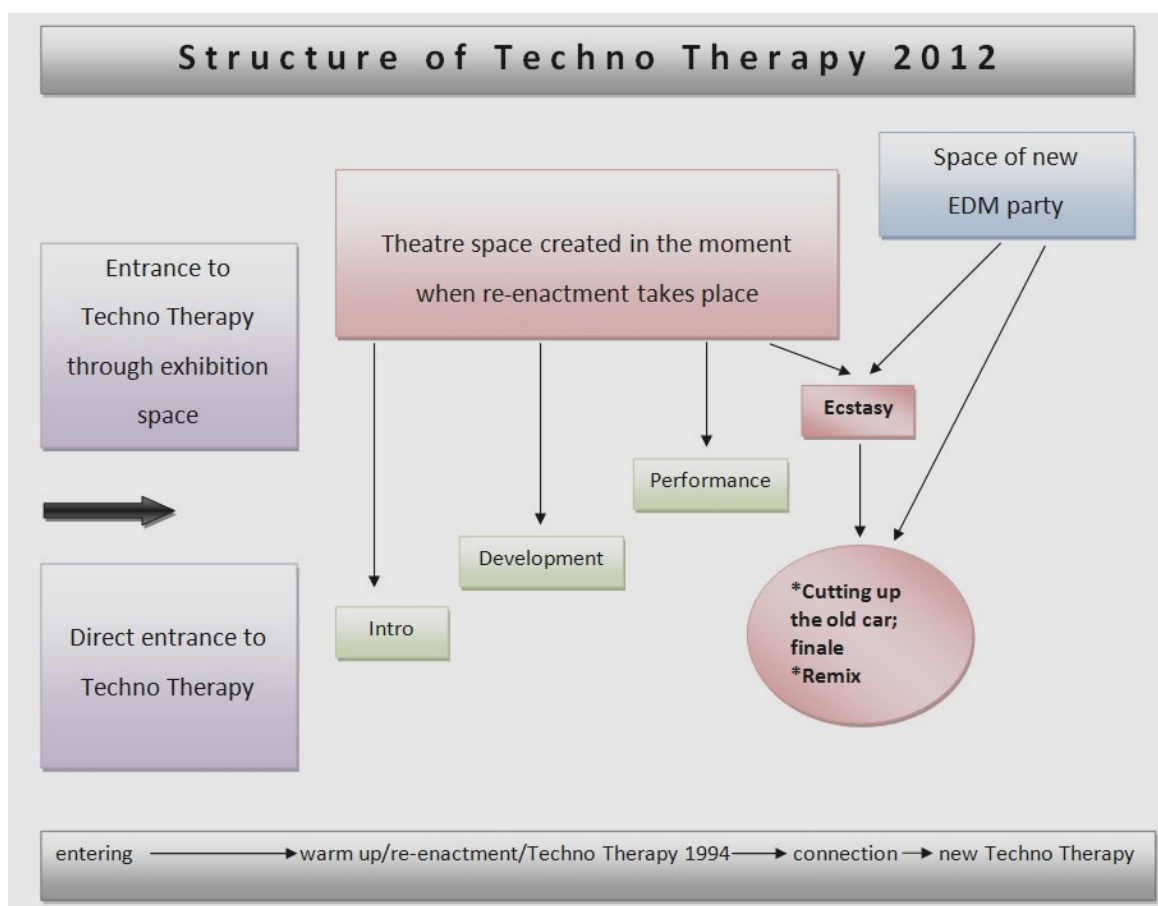 Structure of Techno Therapy 2012
Space of new
EDM party
Theatre space created in the moment
when re-enactment takes place
Entrance to
Techno Therapy
through exhibition
space
Ecstasy
Performance
Development
Intro
Direct entrance to
Techno Therapy
*Cutting up
the old car;
finale
*Remix
entering warm up/re-enactment/Techno Therapy 1994 connection new Techno Therapy